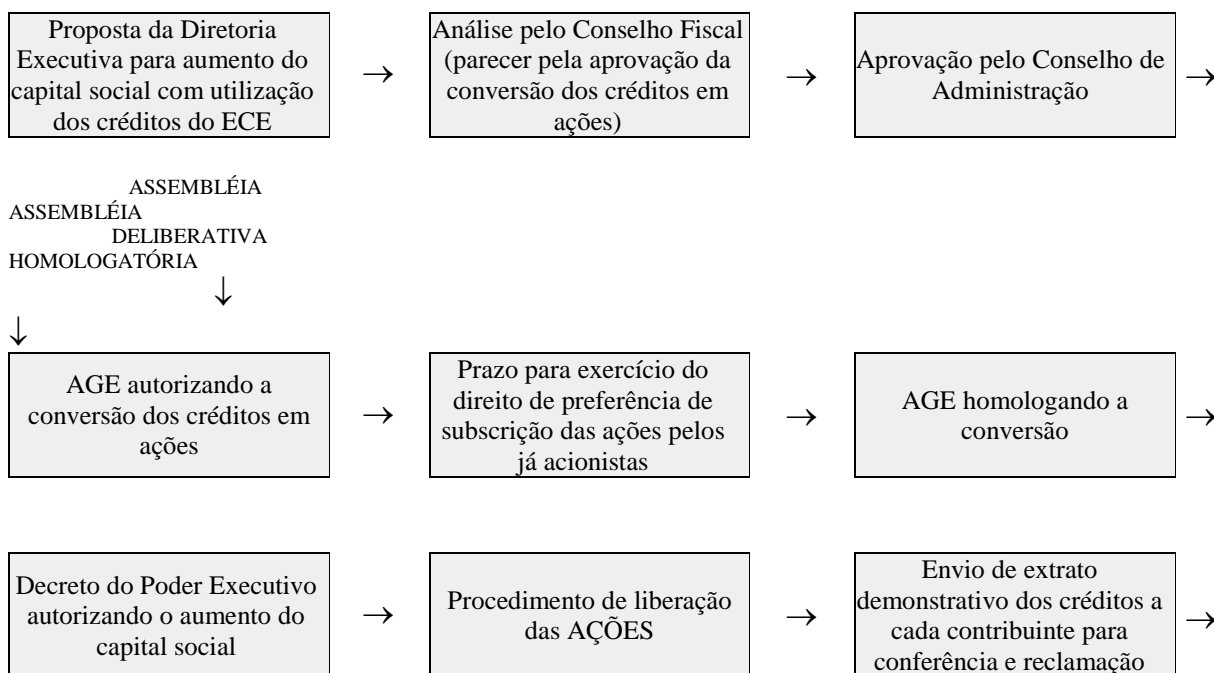 Proposta da Diretoria
Executiva para aumento do
capital social com utilização
dos créditos do ECE
→
Análise pelo Conselho Fiscal
(parecer pela aprovação da
conversão dos créditos em
ações)
→
Aprovação pelo Conselho de
Administração
→
ASSEMBLÉIA
ASSEMBLÉIA
DELIBERATIVA
HOMOLOGATÓRIA
↓
↓
AGE autorizando a
conversão dos créditos em
ações
→
Prazo para exercício do
direito de preferência de
subscrição das ações pelos
já acionistas
→
AGE homologando a
conversão
→
Decreto do Poder Executivo
autorizando o aumento do
capital social
→
Procedimento de liberação
das AÇÕES
→
Envio de extrato
demonstrativo dos créditos a
cada contribuinte para
conferência e reclamação
→